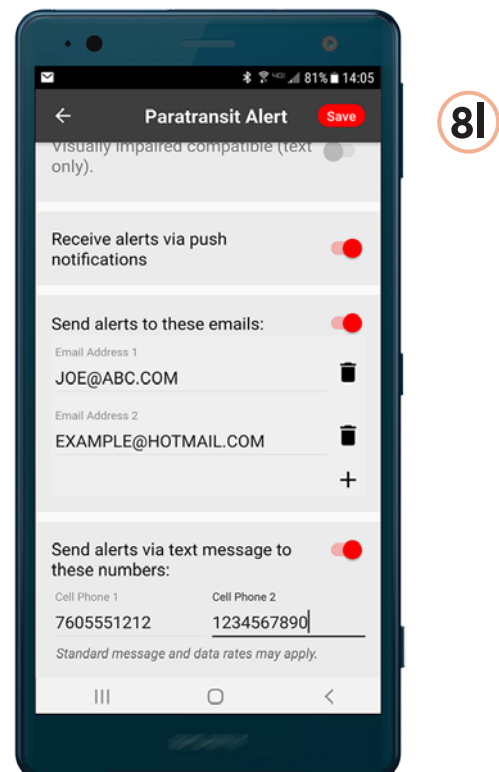 81% 14:05
Paratransit Alert Save
8l
Visually impaired compatible (text
only).
Receive alerts via push
notifications
Send alerts to these emails:
Email Address 1
JOE@ABC.COM
Email Address 2
EXAMPLE@HOTMAIL.COM
+
Send alerts via text message to
these numbers:
Cell Phone 1 Cell Phone 2
7605551212 1234567890
Standard message and data rates may apply.